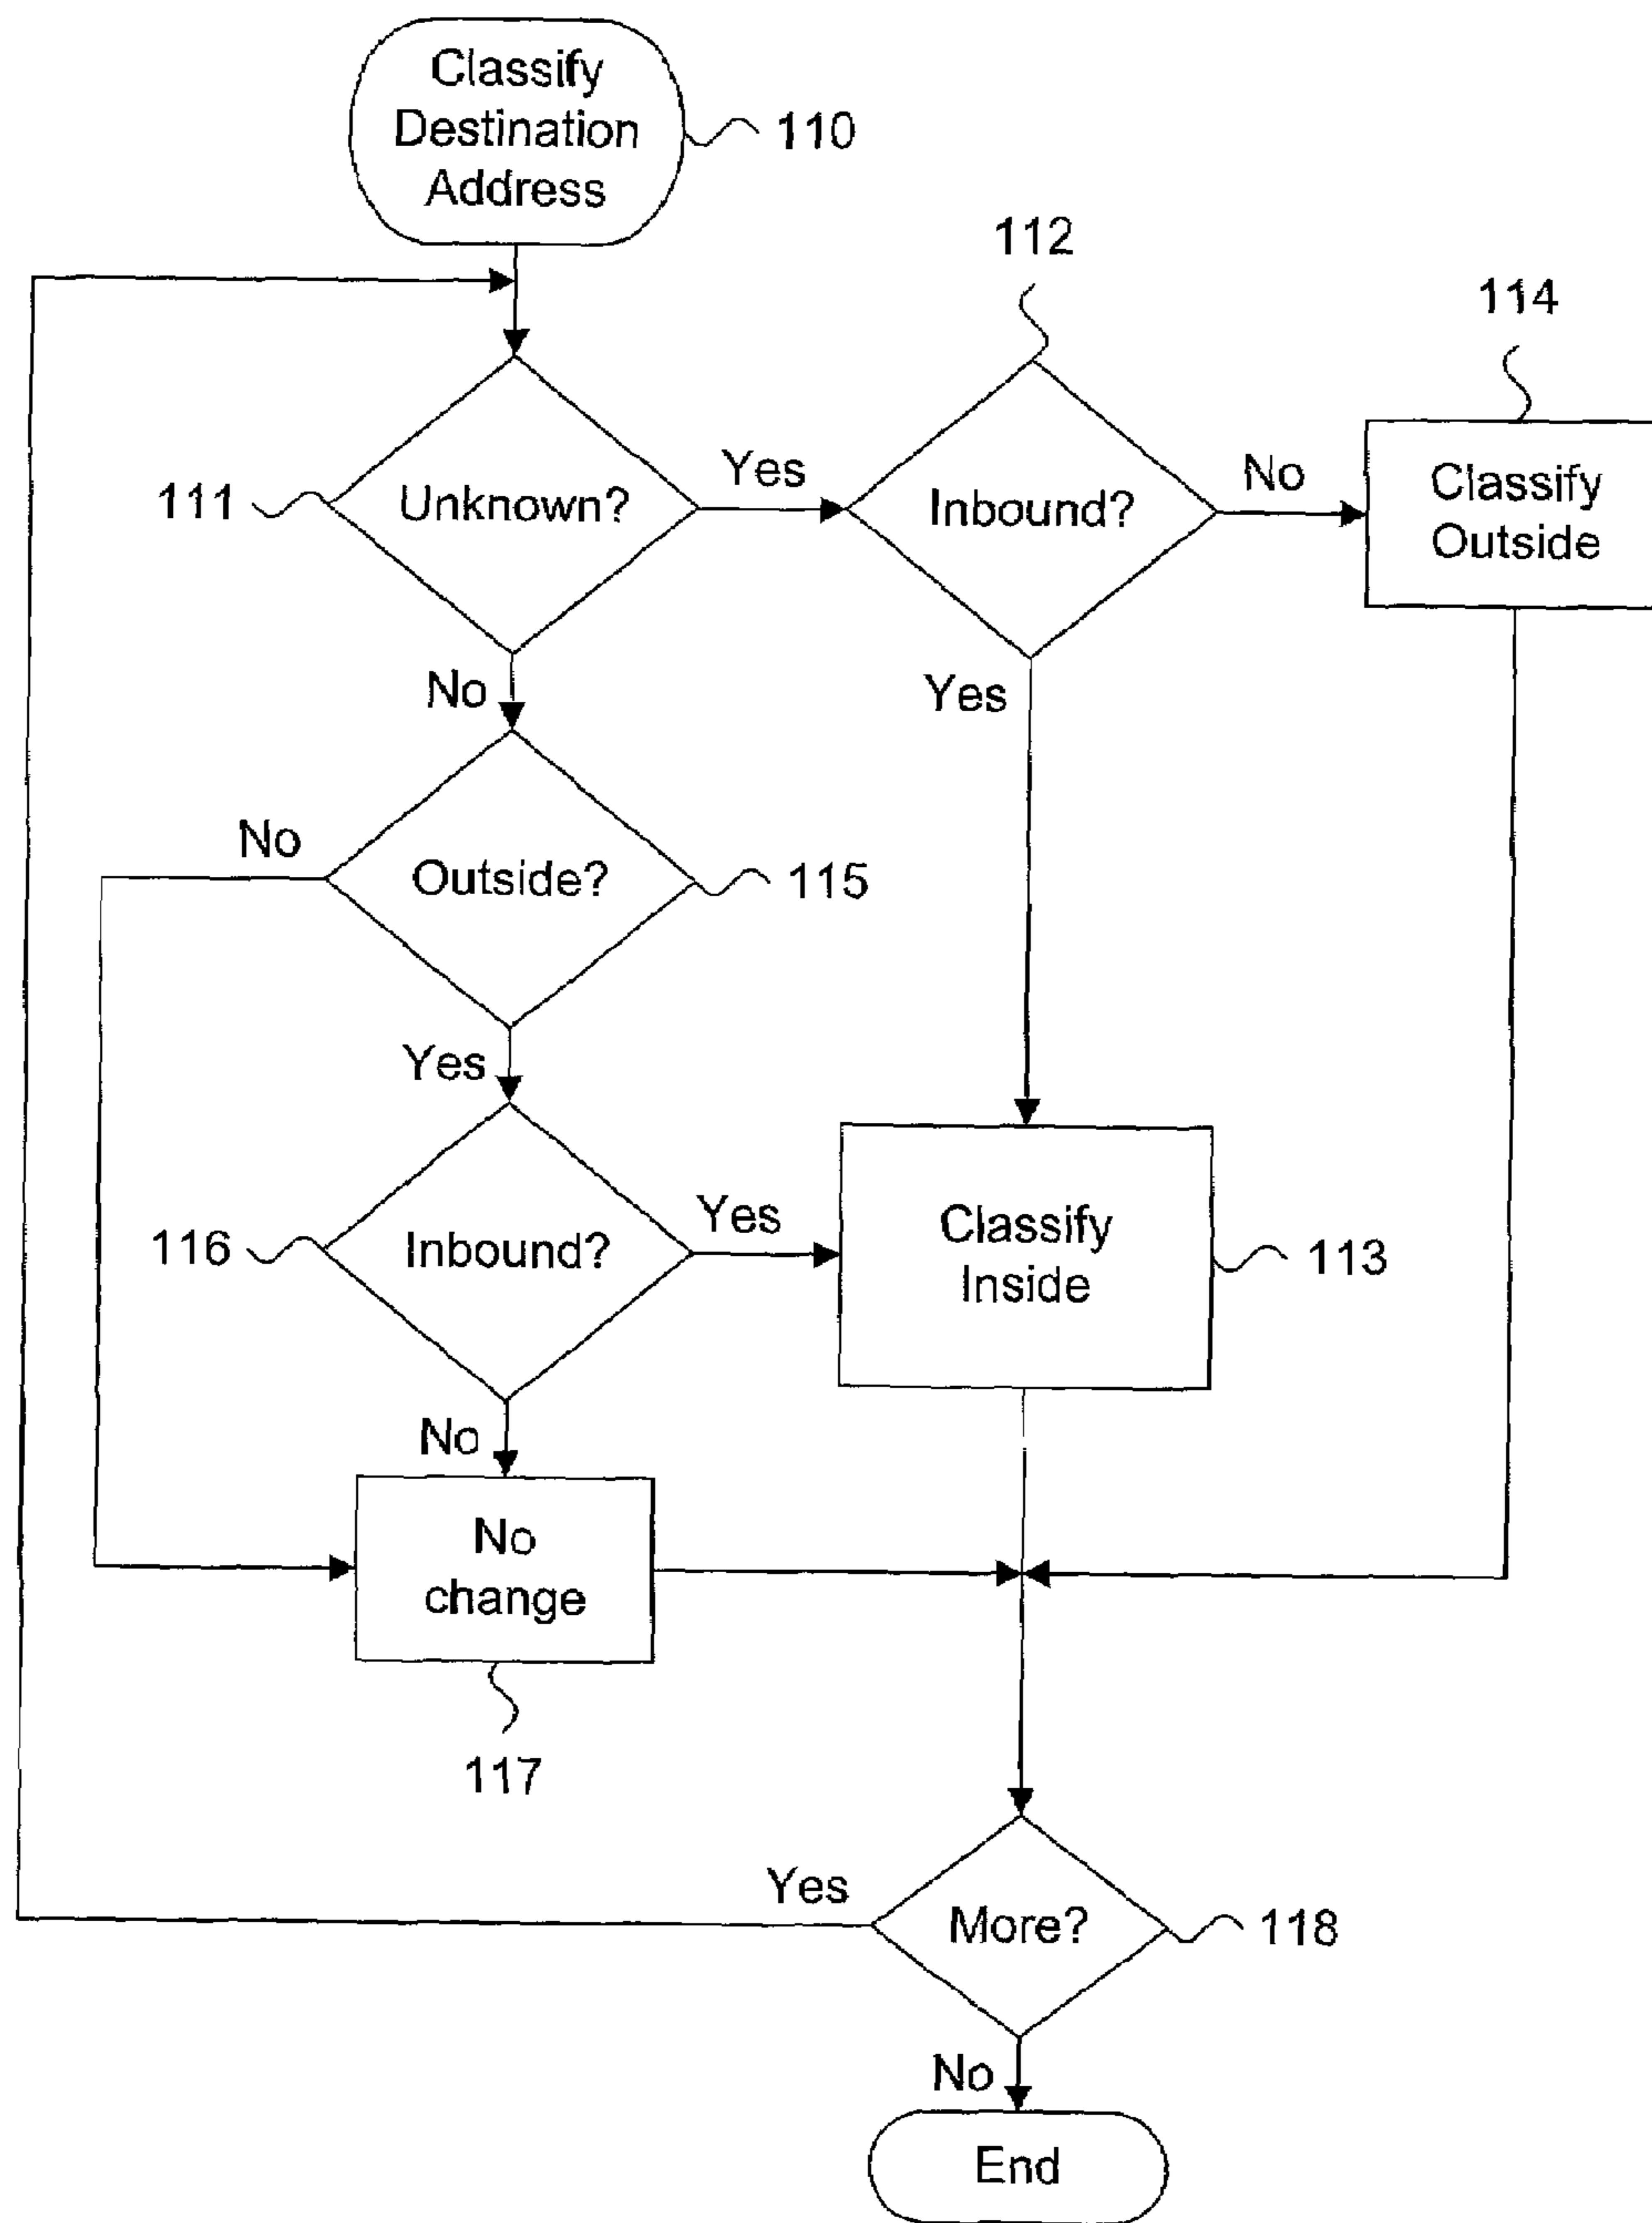 Classify
Destination
Address
110
112
114
111
Unknown?
Yes
Inbound?
No
Classify
Outside
No
Yes
No
Outside?
115
Yes
116
Inbound?
Yes
Classify
Inside
113
No
No
change
117
Yes
More?
118
No
End